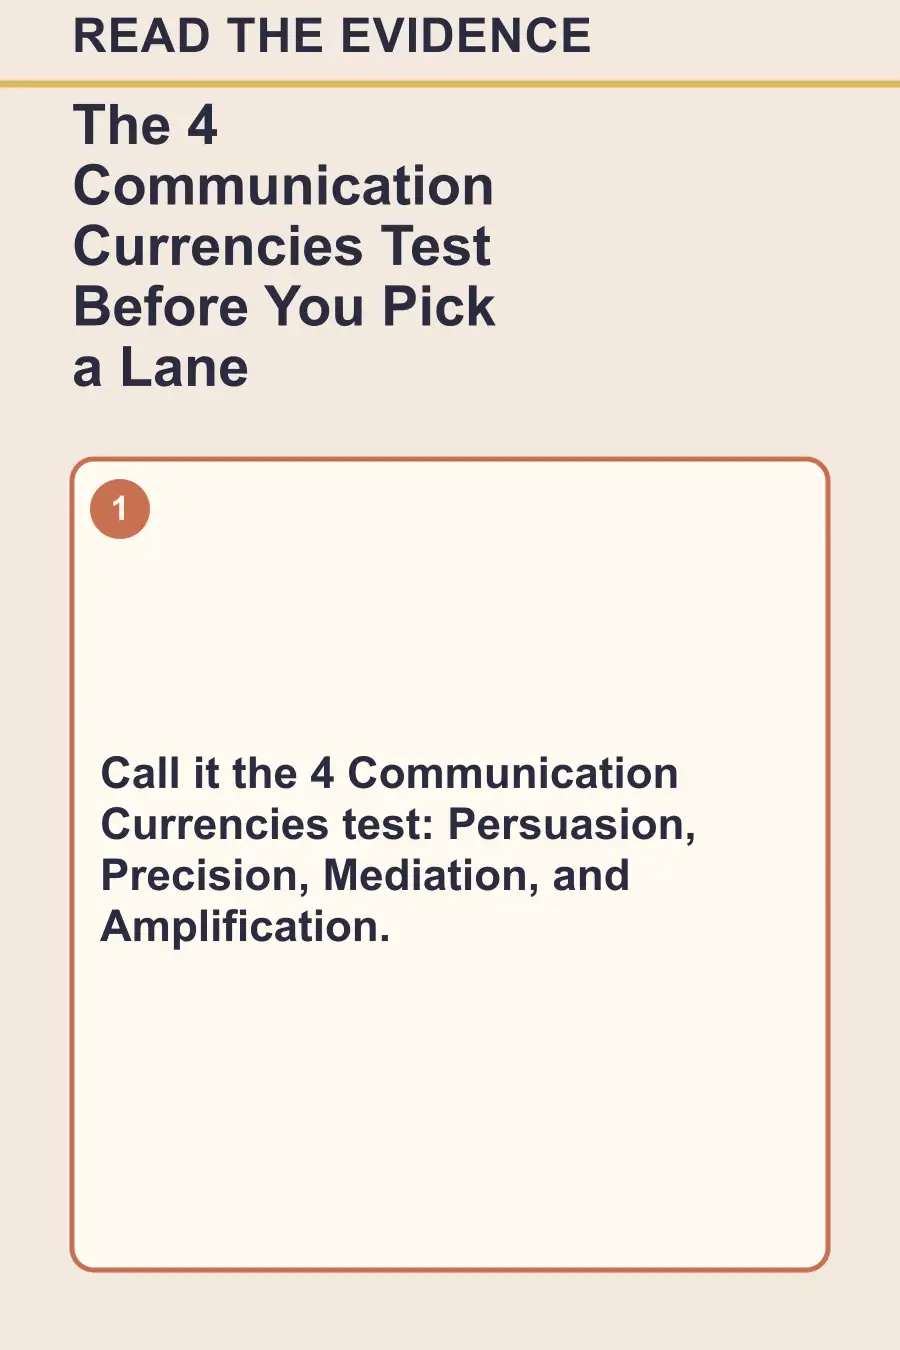 READ THE EVIDENCE
The 4
Communication
Currencies Test
Before You Pick
a Lane
1
Call it the 4 Communication
Currencies test: Persuasion,
Precision, Mediation, and
Amplification.